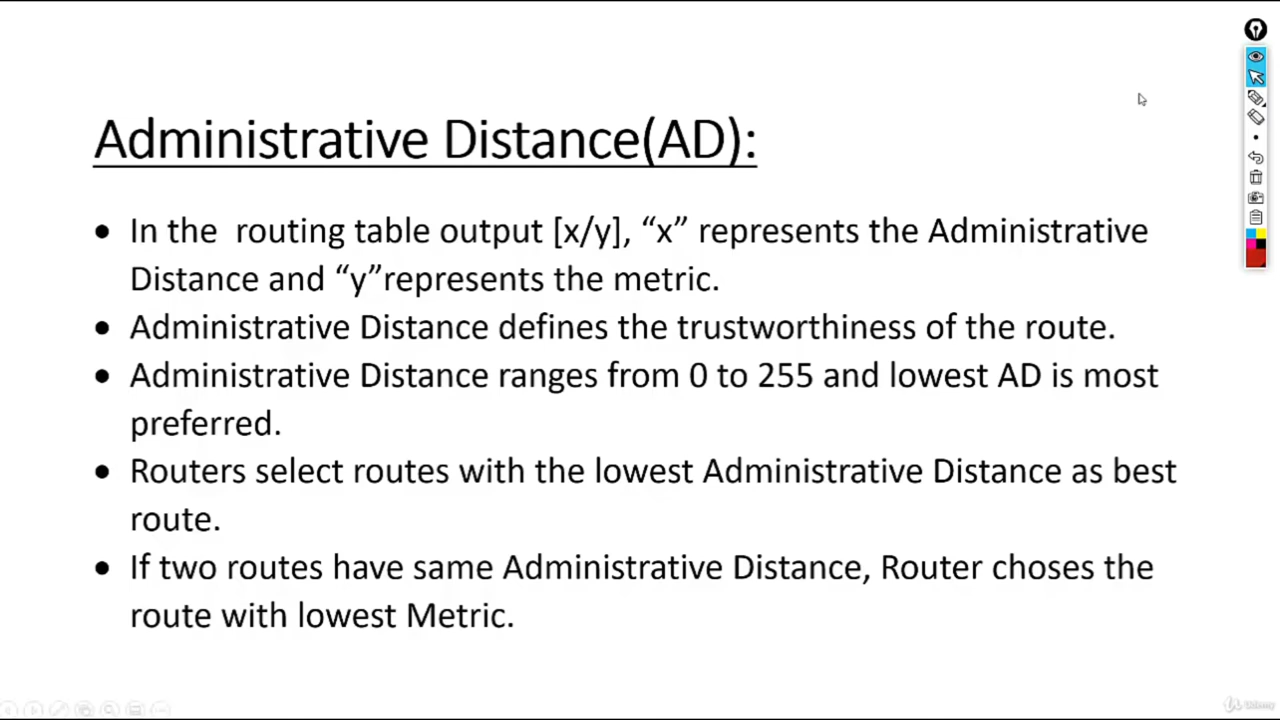 Administrative Distance(AD):
• In the routing table output [x/y], “x” represents the Administrative
Distance and “y”represents the metric.
• Administrative Distance defines the trustworthiness of the route.
• Administrative Distance ranges from 0 to 255 and lowest AD is most
preferred.
• Routers select routes with the lowest Administrative Distance as best
route.
• If two routes have same Administrative Distance, Router choses the
route with lowest Metric.
Udemy